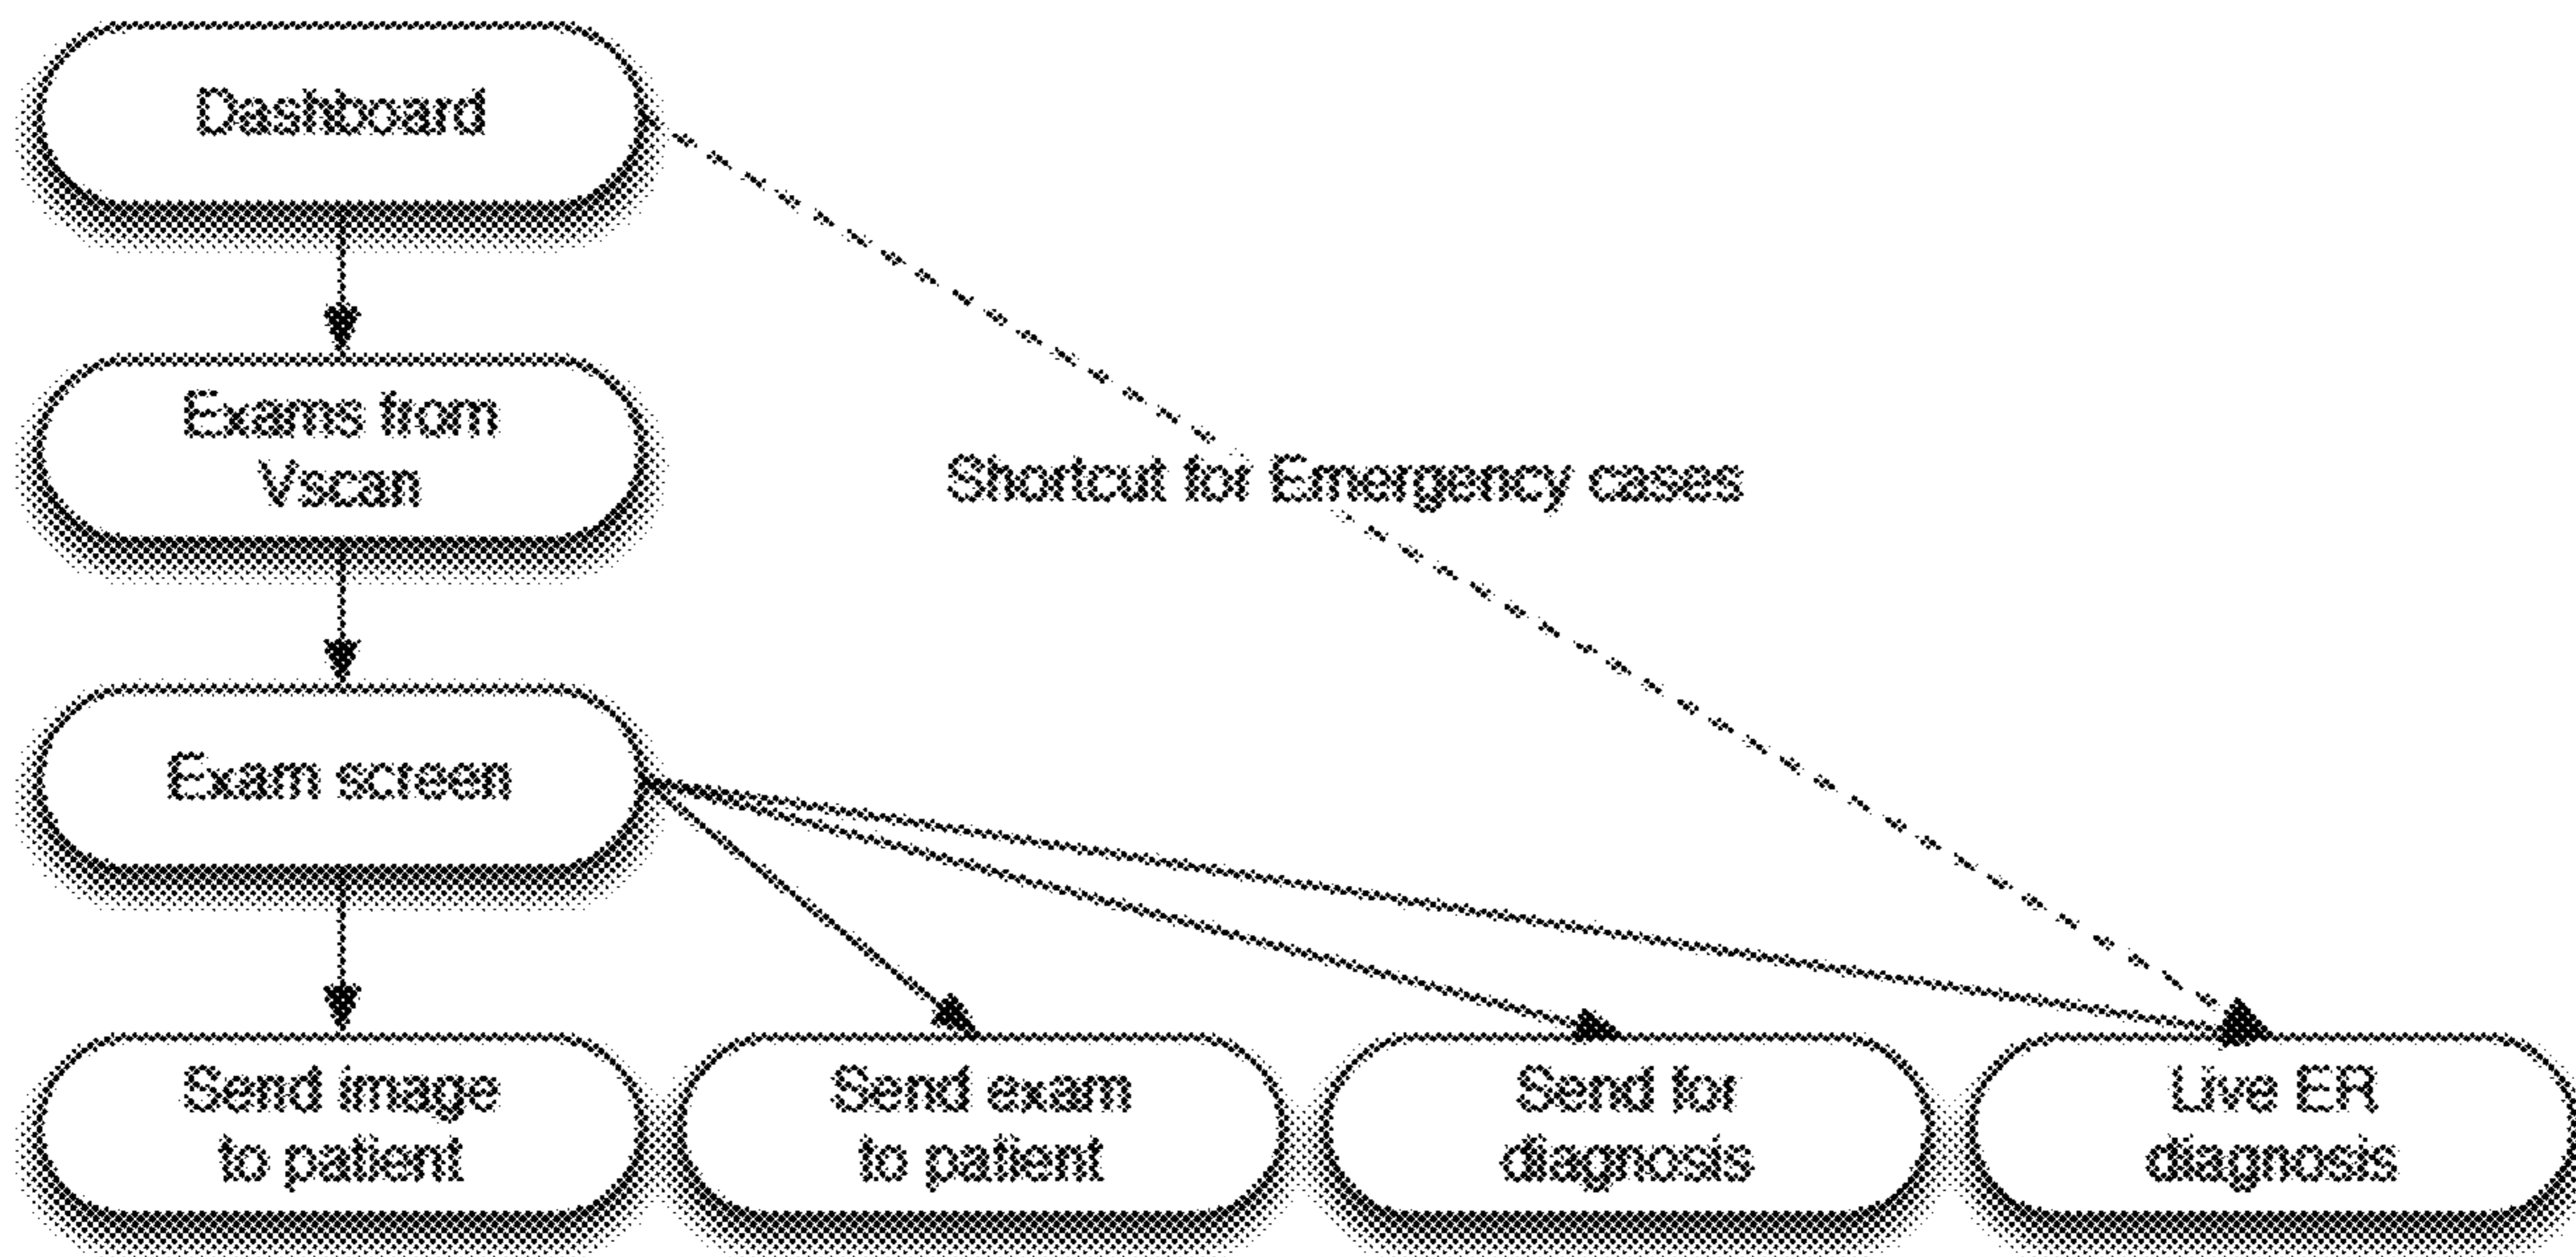 Dashboard
Exams from
Vscan
Shortcut for Emergency cases
Exam screen
Send image
to patient
Send exam
to patient
Send for
diagnosis
Live ER
diagnosis